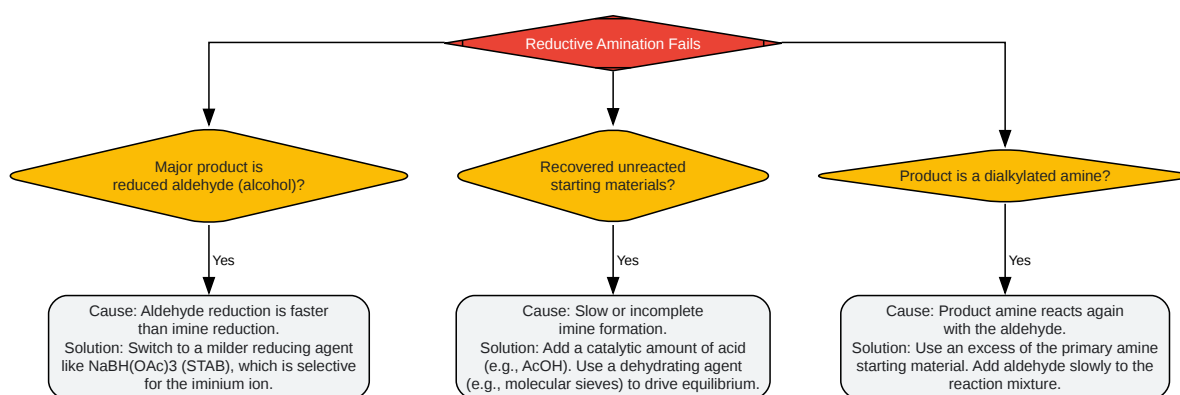 Reductive Amination Fails
Major product is
reduced aldehyde (alcohol)?
Recovered unreacted
starting materials?
Product is a dialkylated amine?
Yes
Yes
Yes
Cause: Aldehyde reduction is faster
than imine reduction.
Solution: Switch to a milder reducing agent
like NaBH(OAc)3 (STAB), which is selective
for the iminium ion.
Cause: Slow or incomplete
imine formation.
Solution: Add a catalytic amount of acid
(e.g., AcOH). Use a dehydrating agent
(e.g., molecular sieves) to drive equilibrium.
Cause: Product amine reacts again
with the aldehyde.
Solution: Use an excess of the primary amine
starting material. Add aldehyde slowly to the
reaction mixture.